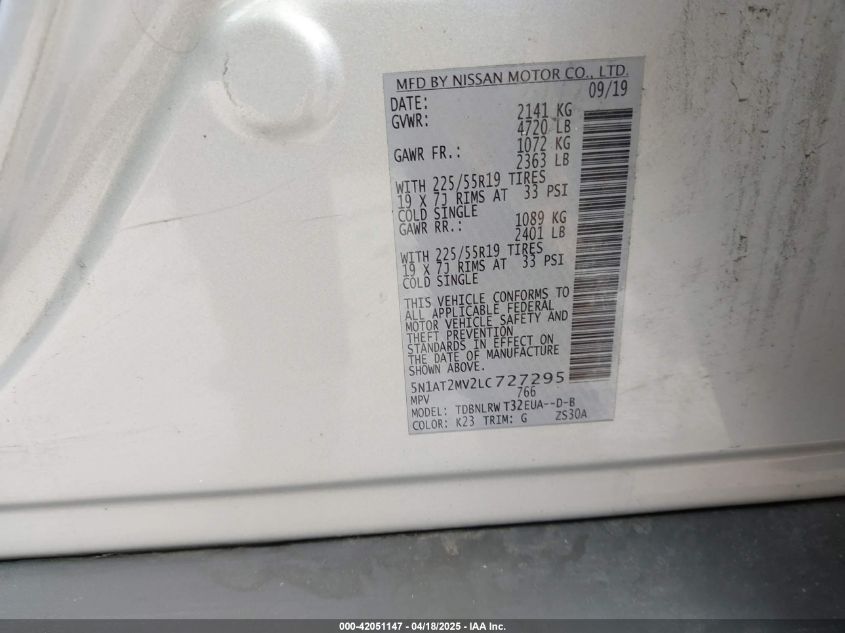 MFD BY NISSAN MOTOR CO., LTD.
DATE: 09/19
GVWR: 2141 KG
4720 LB
GAWR FR.: 1072 KG
2363 LB
WITH 225/55R19 TIRES
19 X 7J RIMS AT 33 PSI
COLD SINGLE
GAWR RR.: 1089 KG
2401 LB
WITH 225/55R19 TIRES
19 X 7J RIMS AT 33 PSI
COLD SINGLE
THIS VEHICLE CONFORMS TO
ALL APPLICABLE FEDERAL
MOTOR VEHICLE SAFETY AND
THEFT PREVENTION
STANDARDS IN EFFECT ON
THE DATE OF MANUFACTURE
SHOWN ABOVE.
5N1AT2MV2LC727295
MPV 766
MODEL: TDBNLRW T32EUA--D-B
COLOR: K23 TRIM: G ZS30A
000-42051147 / 04/18/2025 - IAA Inc.